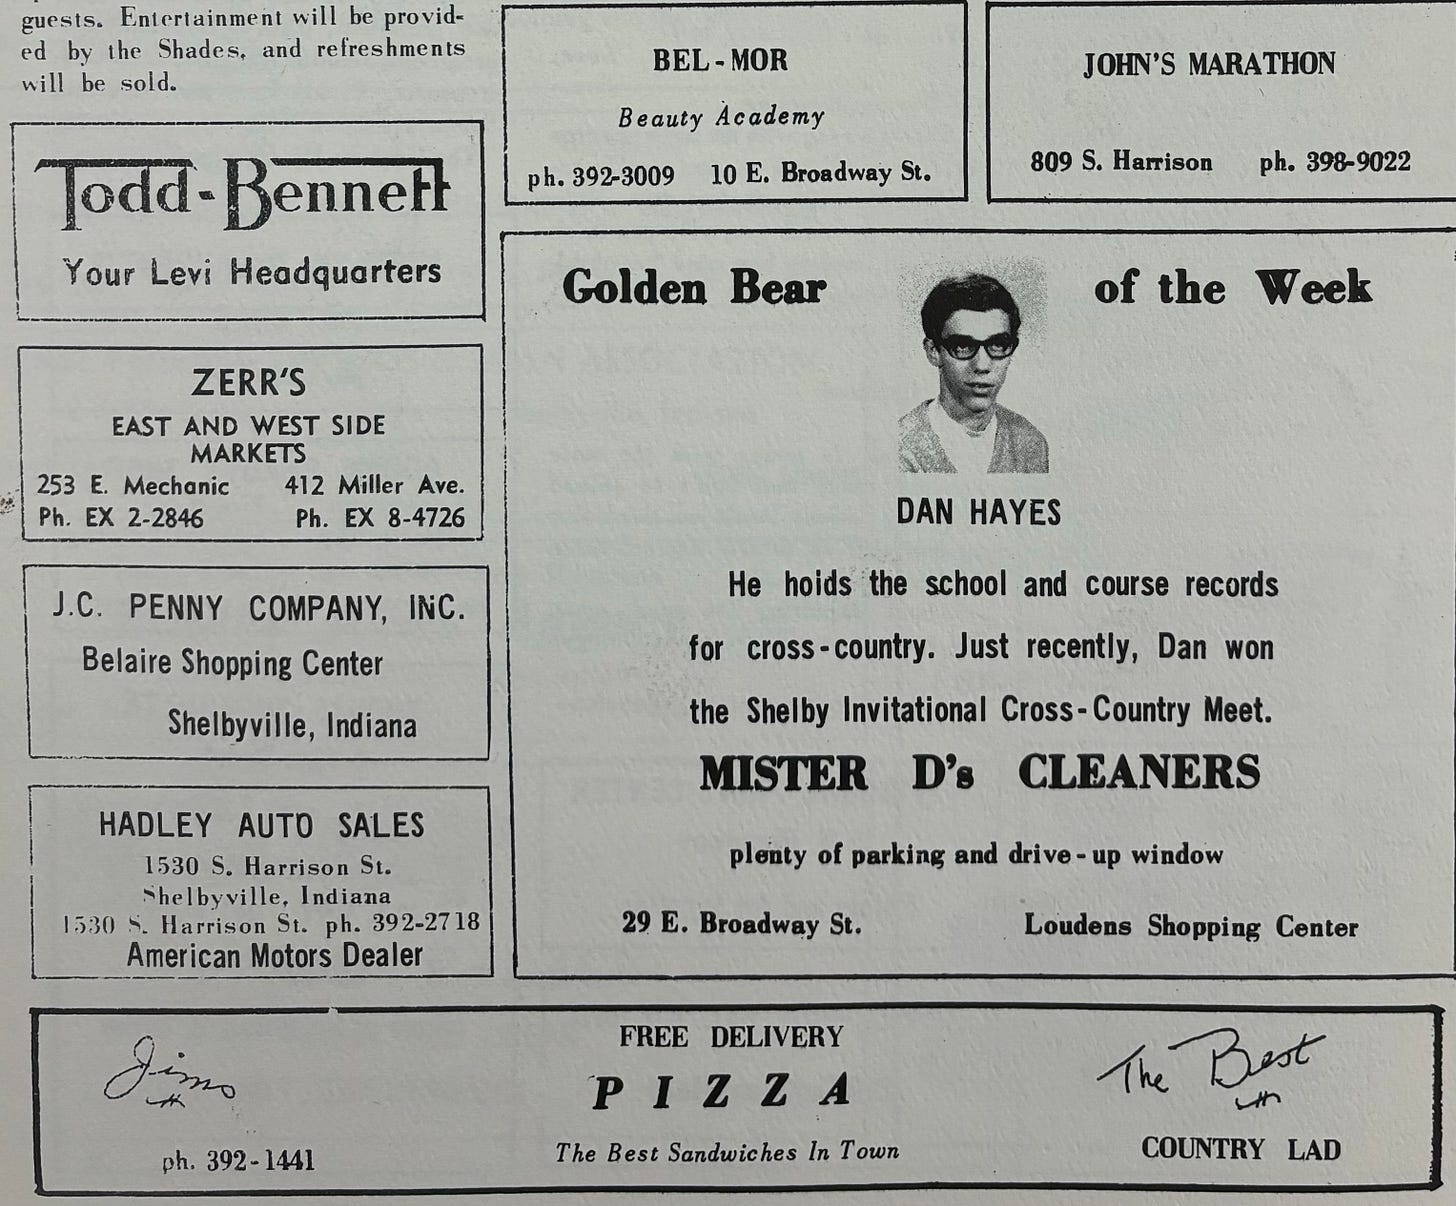 guests. Entertainment will be provid-
ed by the Shades, and refreshments
will be sold.
Todd-Bennett
Your Levi Headquarters
ZERR'S
EAST AND WEST SIDE
MARKETS
253 E. Mechanic 412 Miller Ave.
Ph. EX 2-2846 Ph. EX 8-4726
J.C. PENNY COMPANY, INC.
Belaire Shopping Center
Shelbyville, Indiana
HADLEY AUTO SALES
1530 S. Harrison St.
Shelbyville, Indiana
1530 S. Harrison St. ph. 392-2718
American Motors Dealer
BEL-MOR
Beauty Academy
ph. 392-3009 10 E. Broadway St.
JOHN'S MARATHON
809 S. Harrison ph. 398-9022
Golden Bear of the Week
DAN HAYES
He hoids the school and course records
for cross-country. Just recently, Dan won
the Shelby Invitational Cross-Country Meet.
MISTER D's CLEANERS
plenty of parking and drive-up window
29 E. Broadway St. Loudens Shopping Center
Jims
ph. 392-1441
FREE DELIVERY
PIZZA
The Best Sandwiches In Town
The Best
COUNTRY LAD